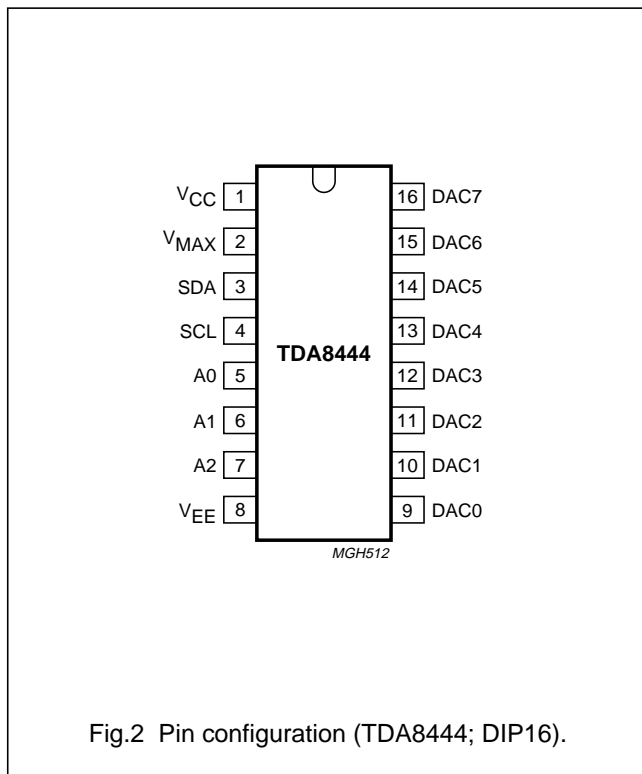 VCC 1 16 DAC7
VMAX 2 15 DAC6
SDA 3 14 DAC5
SCL 4 13 DAC4
TDA8444
A0 5 12 DAC3
A1 6 11 DAC2
A2 7 10 DAC1
VEE 8 9 DAC0
MGH512
Fig.2 Pin configuration (TDA8444; DIP16).